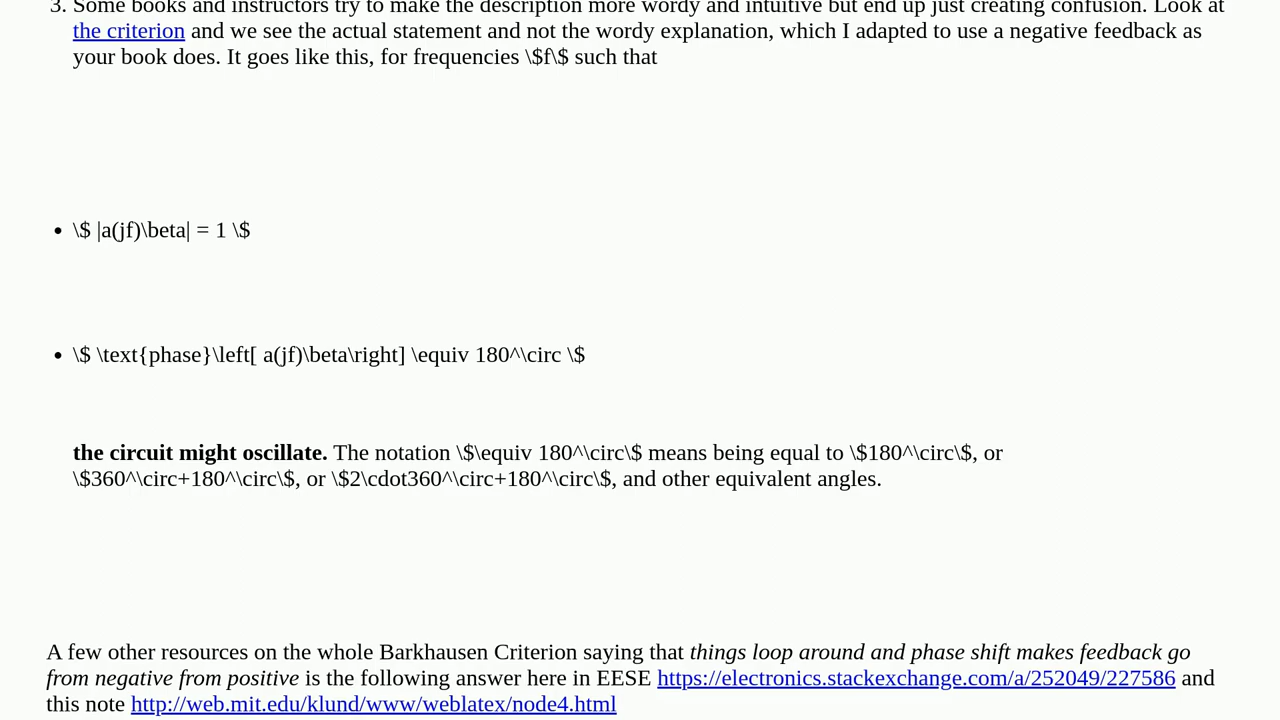 3. Some books and instructors try to make the description more wordy and intuitive but end up just creating confusion. Look at
the criterion and we see the actual statement and not the wordy explanation, which I adapted to use a negative feedback as
your book does. It goes like this, for frequencies \$f\$ such that
• \$ |a(jf)\beta| = 1 \$
• \$ \text{phase}\left[ a(jf)\beta\right] \equiv 180^\circ \$
the circuit might oscillate. The notation \$\equiv 180^\circ\$ means being equal to \$180^\circ\$, or
\$360^\circ+180^\circ\$, or \$2\cdot360^\circ+180^\circ\$, and other equivalent angles.
A few other resources on the whole Barkhausen Criterion saying that things loop around and phase shift makes feedback go
from negative from positive is the following answer here in EESE https://electronics.stackexchange.com/a/252049/227586 and
this note http://web.mit.edu/klund/www/weblatex/node4.html